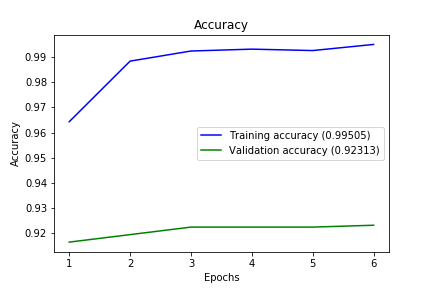 Accuracy
0.99
0.98
0.97
0.96
0.95
0.94
0.93
0.92
Accuracy
Training accuracy (0.99505)
Validation accuracy (0.92313)
1 2 3 4 5 6
Epochs